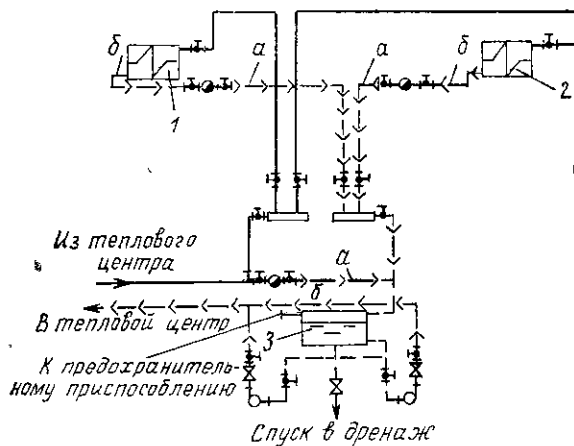 б
а
а
б
1
2
Из теплового
центра
а
б
В тепловой центр
3
К предохранитель-
ному приспособлению
Спуск в дренаж